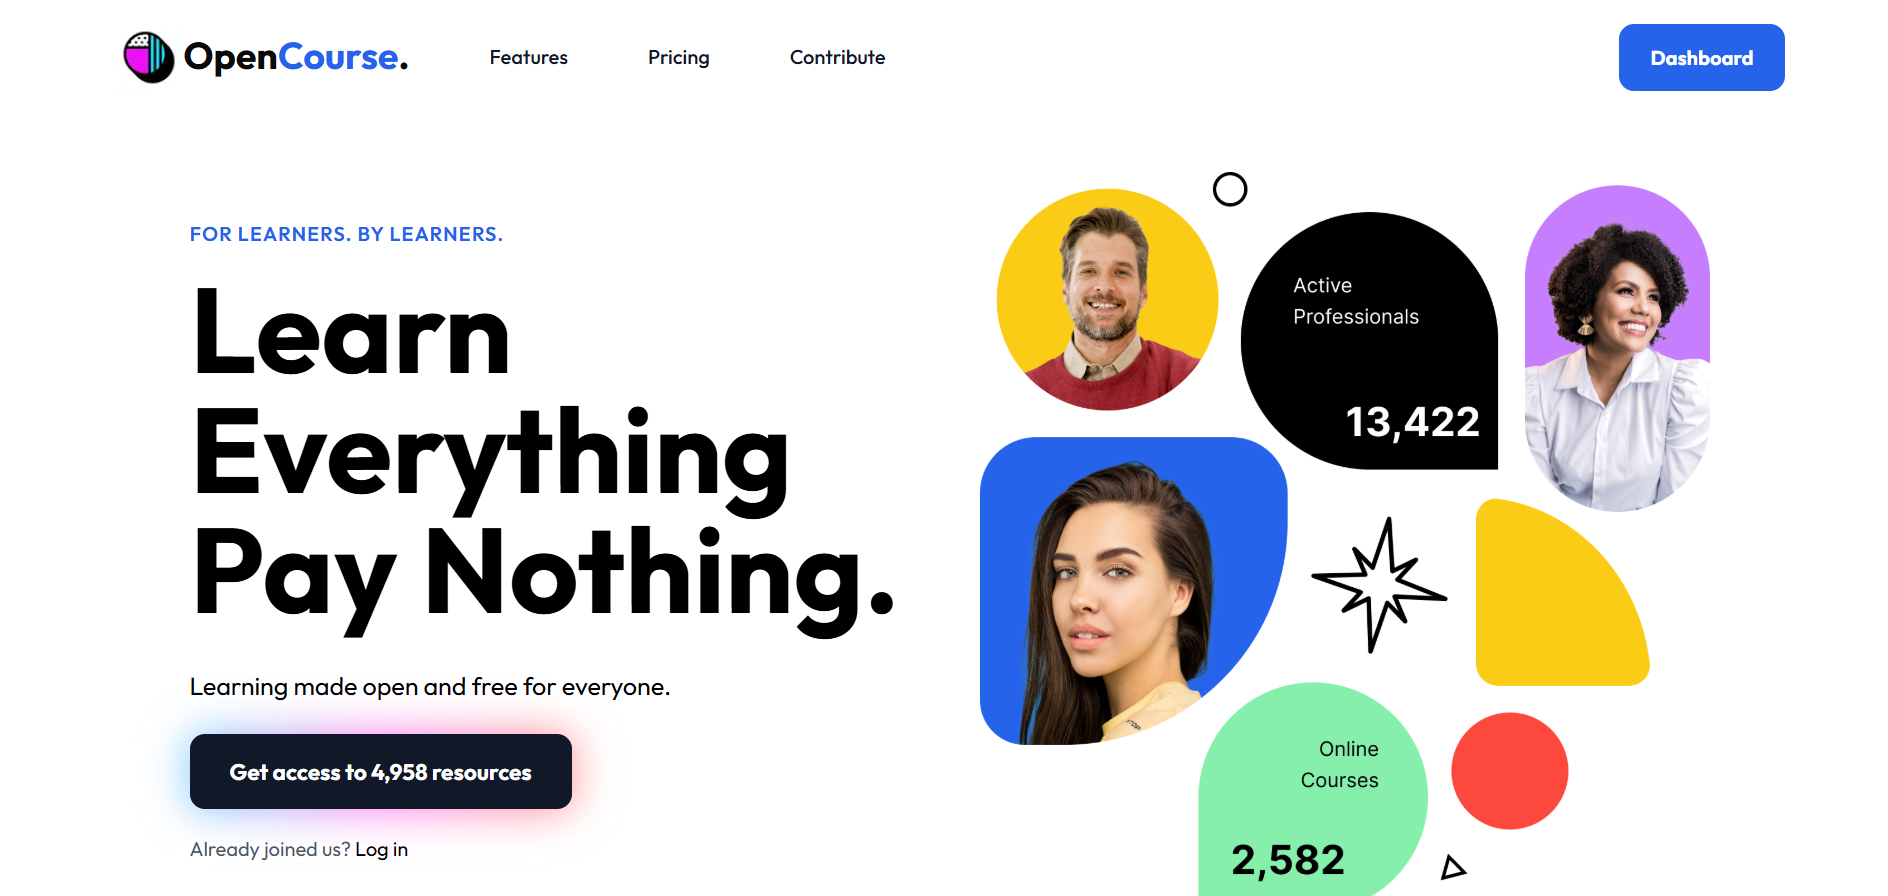 OpenCourse.
Features
Pricing
Contribute
Dashboard
FOR LEARNERS. BY LEARNERS.
Learn
Everything
Pay Nothing.
Learning made open and free for everyone.
Get access to 4,958 resources
Already joined us? Log in
Active
Professionals
13,422
Online
Courses
2,582